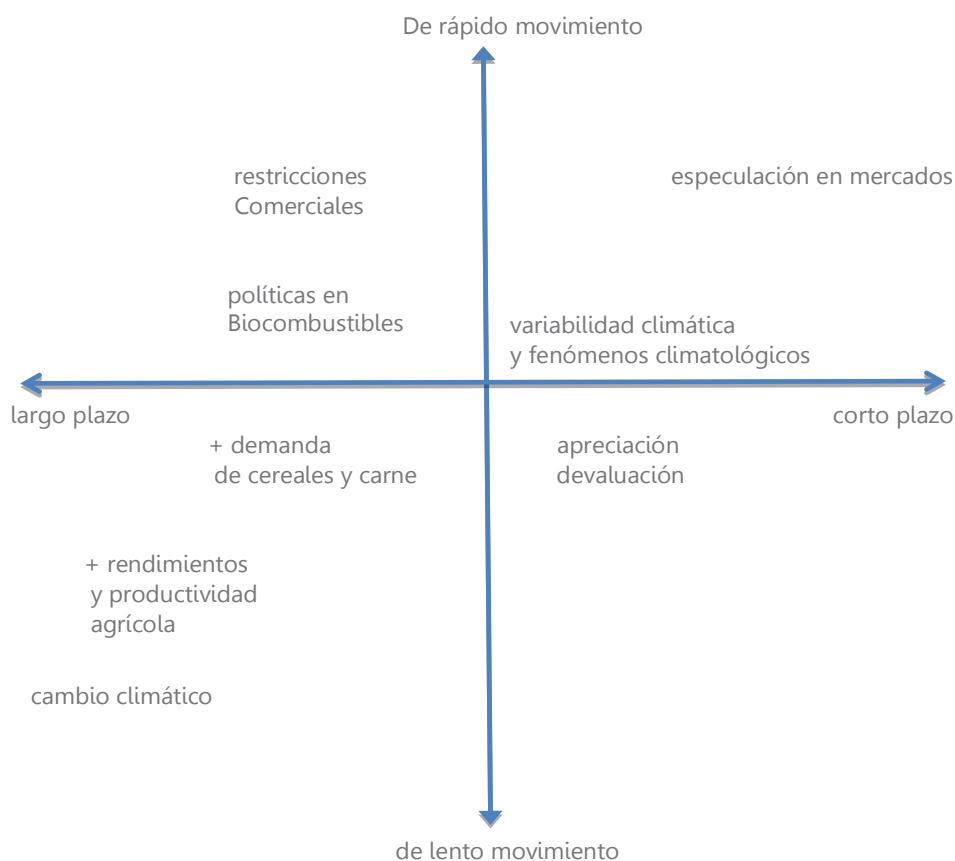 De rápido movimiento
restricciones
Comerciales
especulación en mercados
políticas en
Biocombustibles
variabilidad climática
y fenómenos climatológicos
largo plazo
corto plazo
+ demanda
de cereales y carne
apreciación
devaluación
+ rendimientos
y productividad
agrícola
cambio climático
de lento movimiento